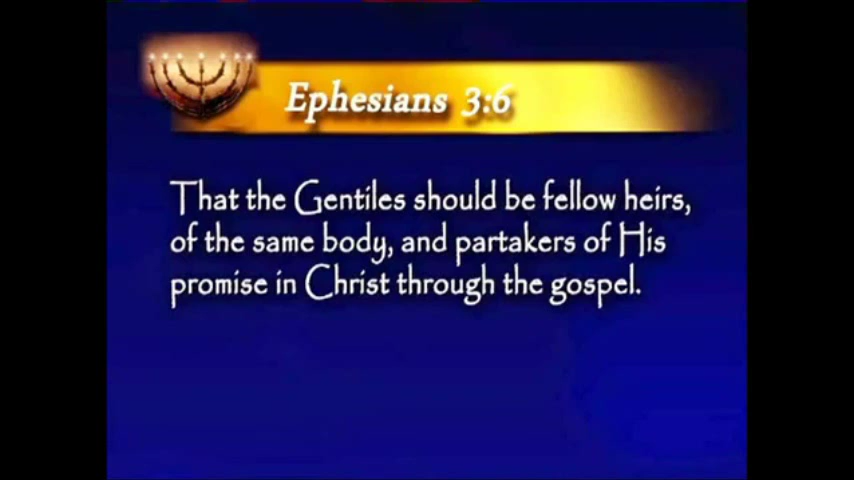 Ephesians 3:6
That the Gentiles should be fellow heirs,
of the same body, and partakers of His
promise in Christ through the gospel.